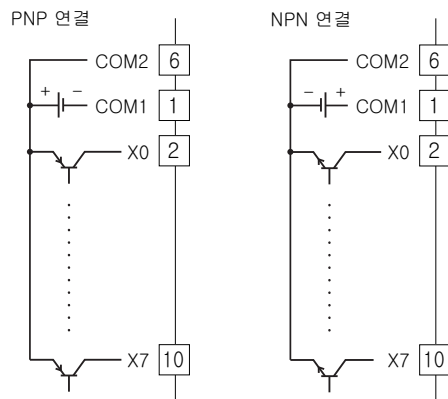 PNP 연결
COM2 6
+ − COM1 1
X0 2
X7 10
NPN 연결
COM2 6
− + COM1 1
X0 2
X7 10